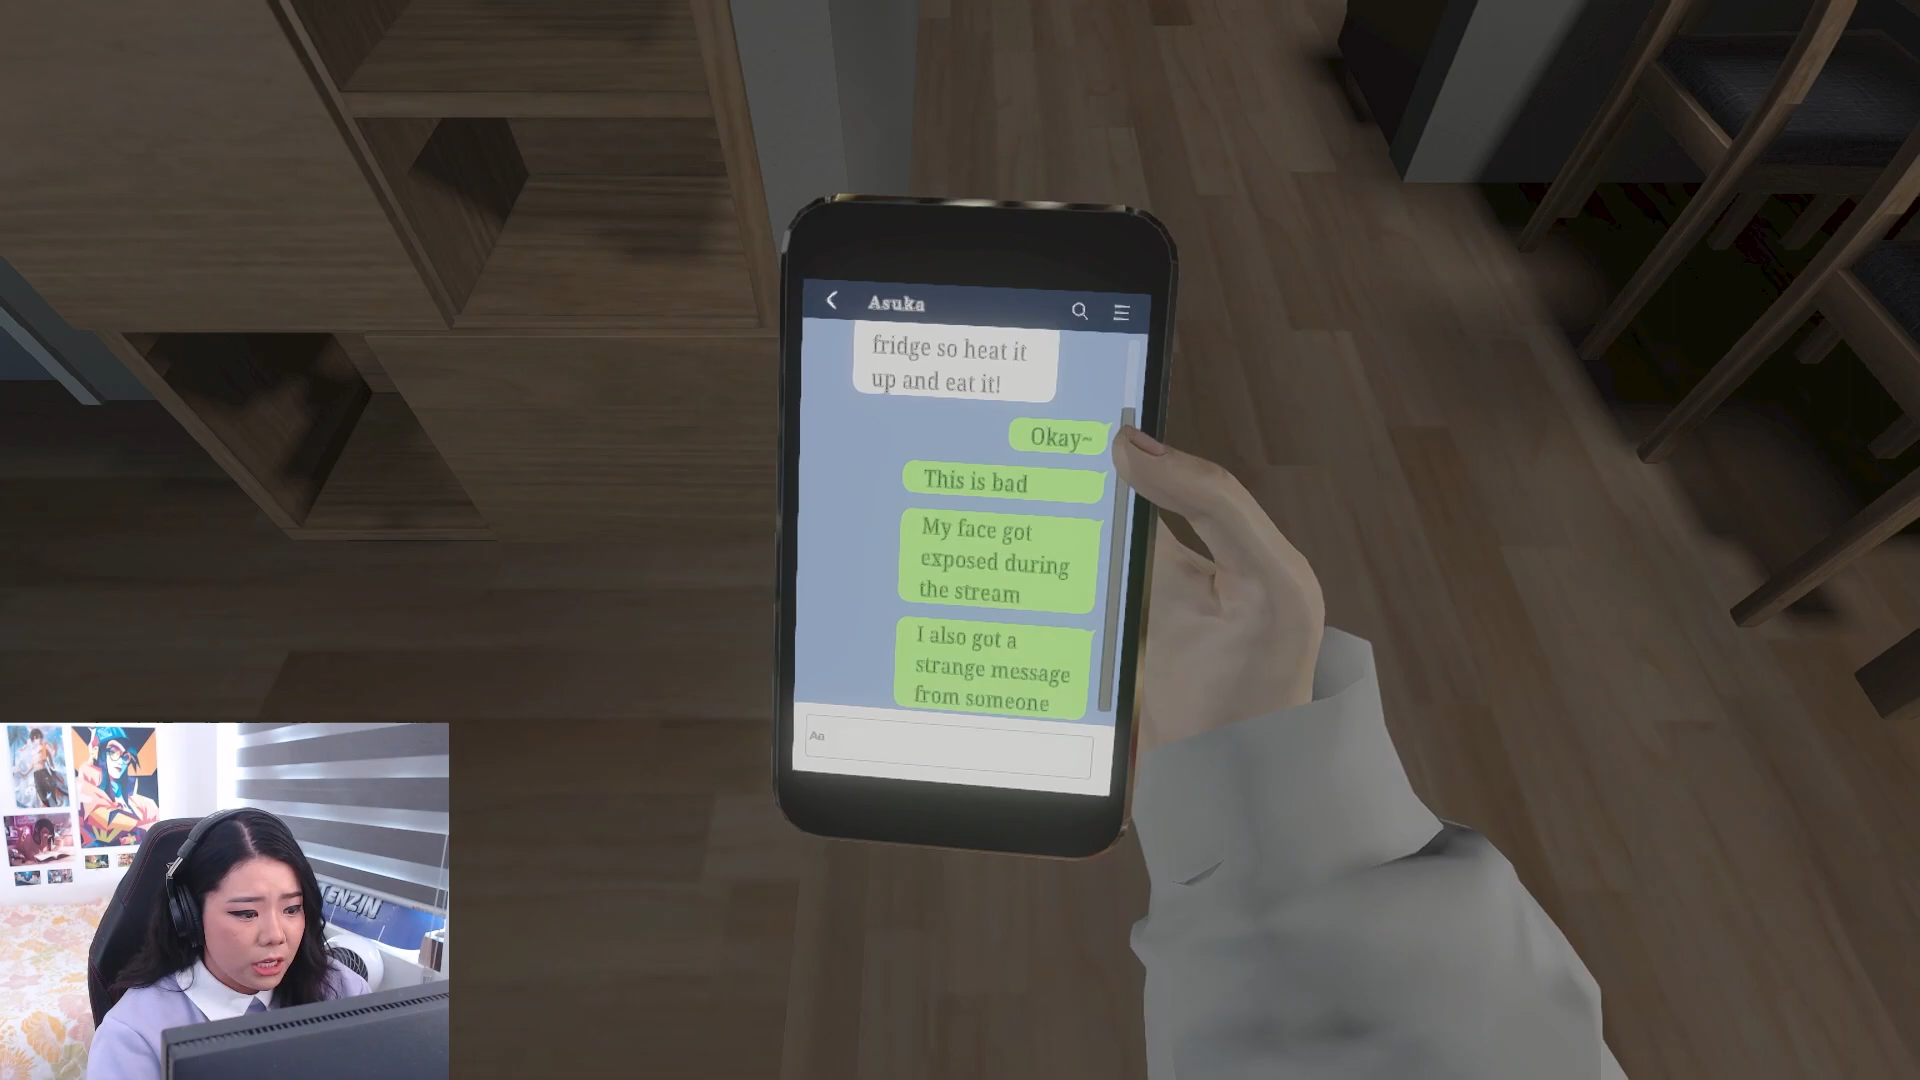 Asuka
fridge so heat it
up and eat it!
Okay~
This is bad
My face got
exposed during
the stream
I also got a
strange message
from someone
Aa
TENZIN